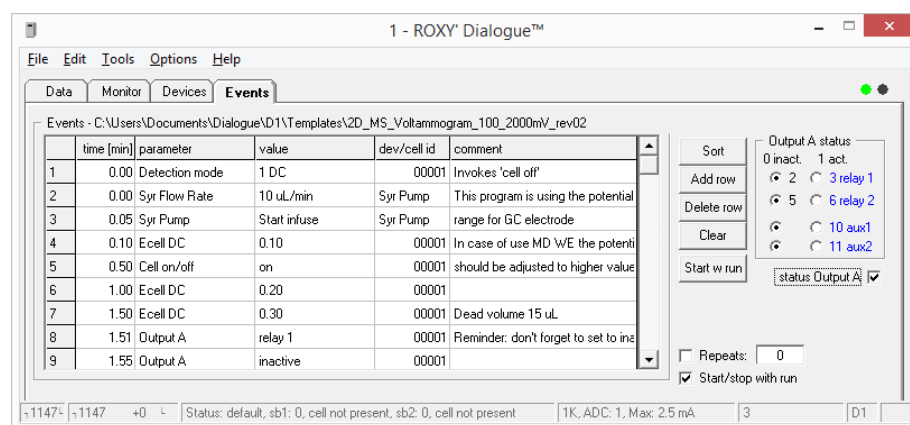 1 - ROXY' Dialogue™
File Edit Tools Options Help
Data Monitor Devices Events
Events - C:\Users\Documents\Dialogue\D1\Templates\2D_MS_Voltammogram_100_2000mV_rev02
time [min] parameter value dev/cell id comment
1 0.00 Detection mode 1 DC 00001 Invokes 'cell off'
2 0.00 Syr Flow Rate 10 uL/min Syr Pump This program is using the potential
3 0.05 Syr Pump Start infuse Syr Pump range for GC electrode
4 0.10 Ecell DC 0.10 00001 In case of use MD WE the potenti
5 0.50 Cell on/off on 00001 should be adjusted to higher value
6 1.00 Ecell DC 0.20 00001
7 1.50 Ecell DC 0.30 00001 Dead volume 15 uL
8 1.51 Output A relay 1 00001 Reminder: don't forget to set to ina
9 1.55 Output A inactive 00001
Sort
Add row
Delete row
Clear
Start w run
Output A status
0 inact. 1 act.
2 3 relay 1
5 6 relay 2
10 aux1
11 aux2
status Output A
Repeats: 0
Start/stop with run
1147 1147 +0 Status: default, sb1: 0, cell not present, sb2: 0, cell not present 1K, ADC: 1, Max: 2.5 mA 3 D1